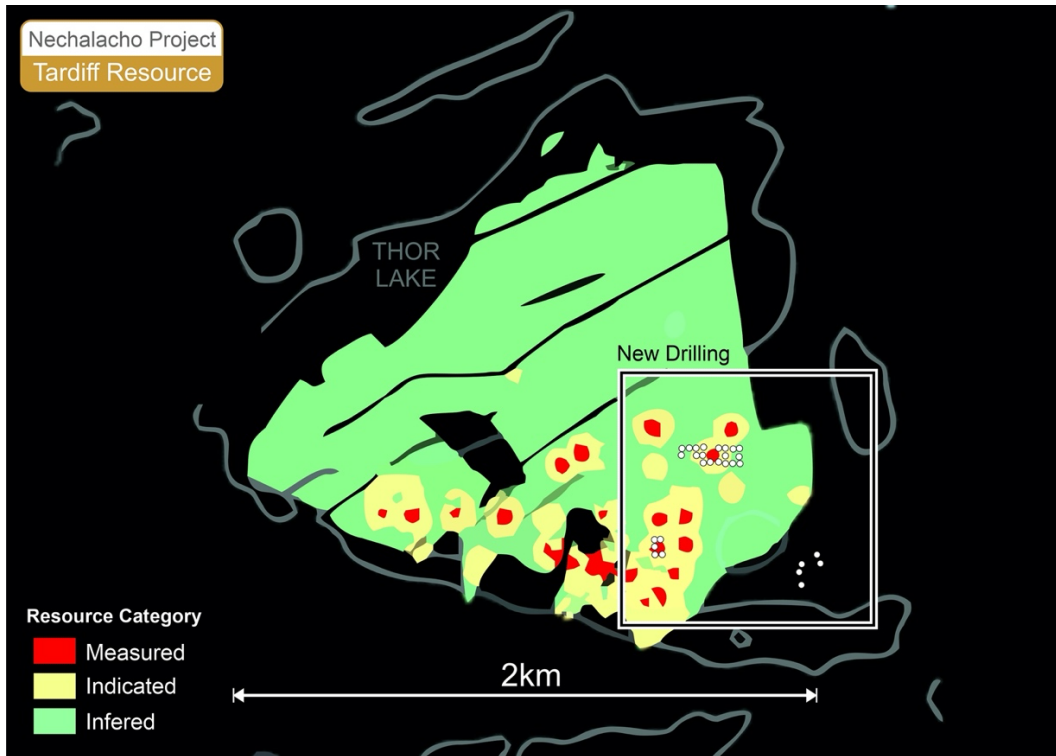 Nechalacho Project
Tardiff Resource
THOR
LAKE
New Drilling
Resource Category
Measured
Indicated
Infered
2km